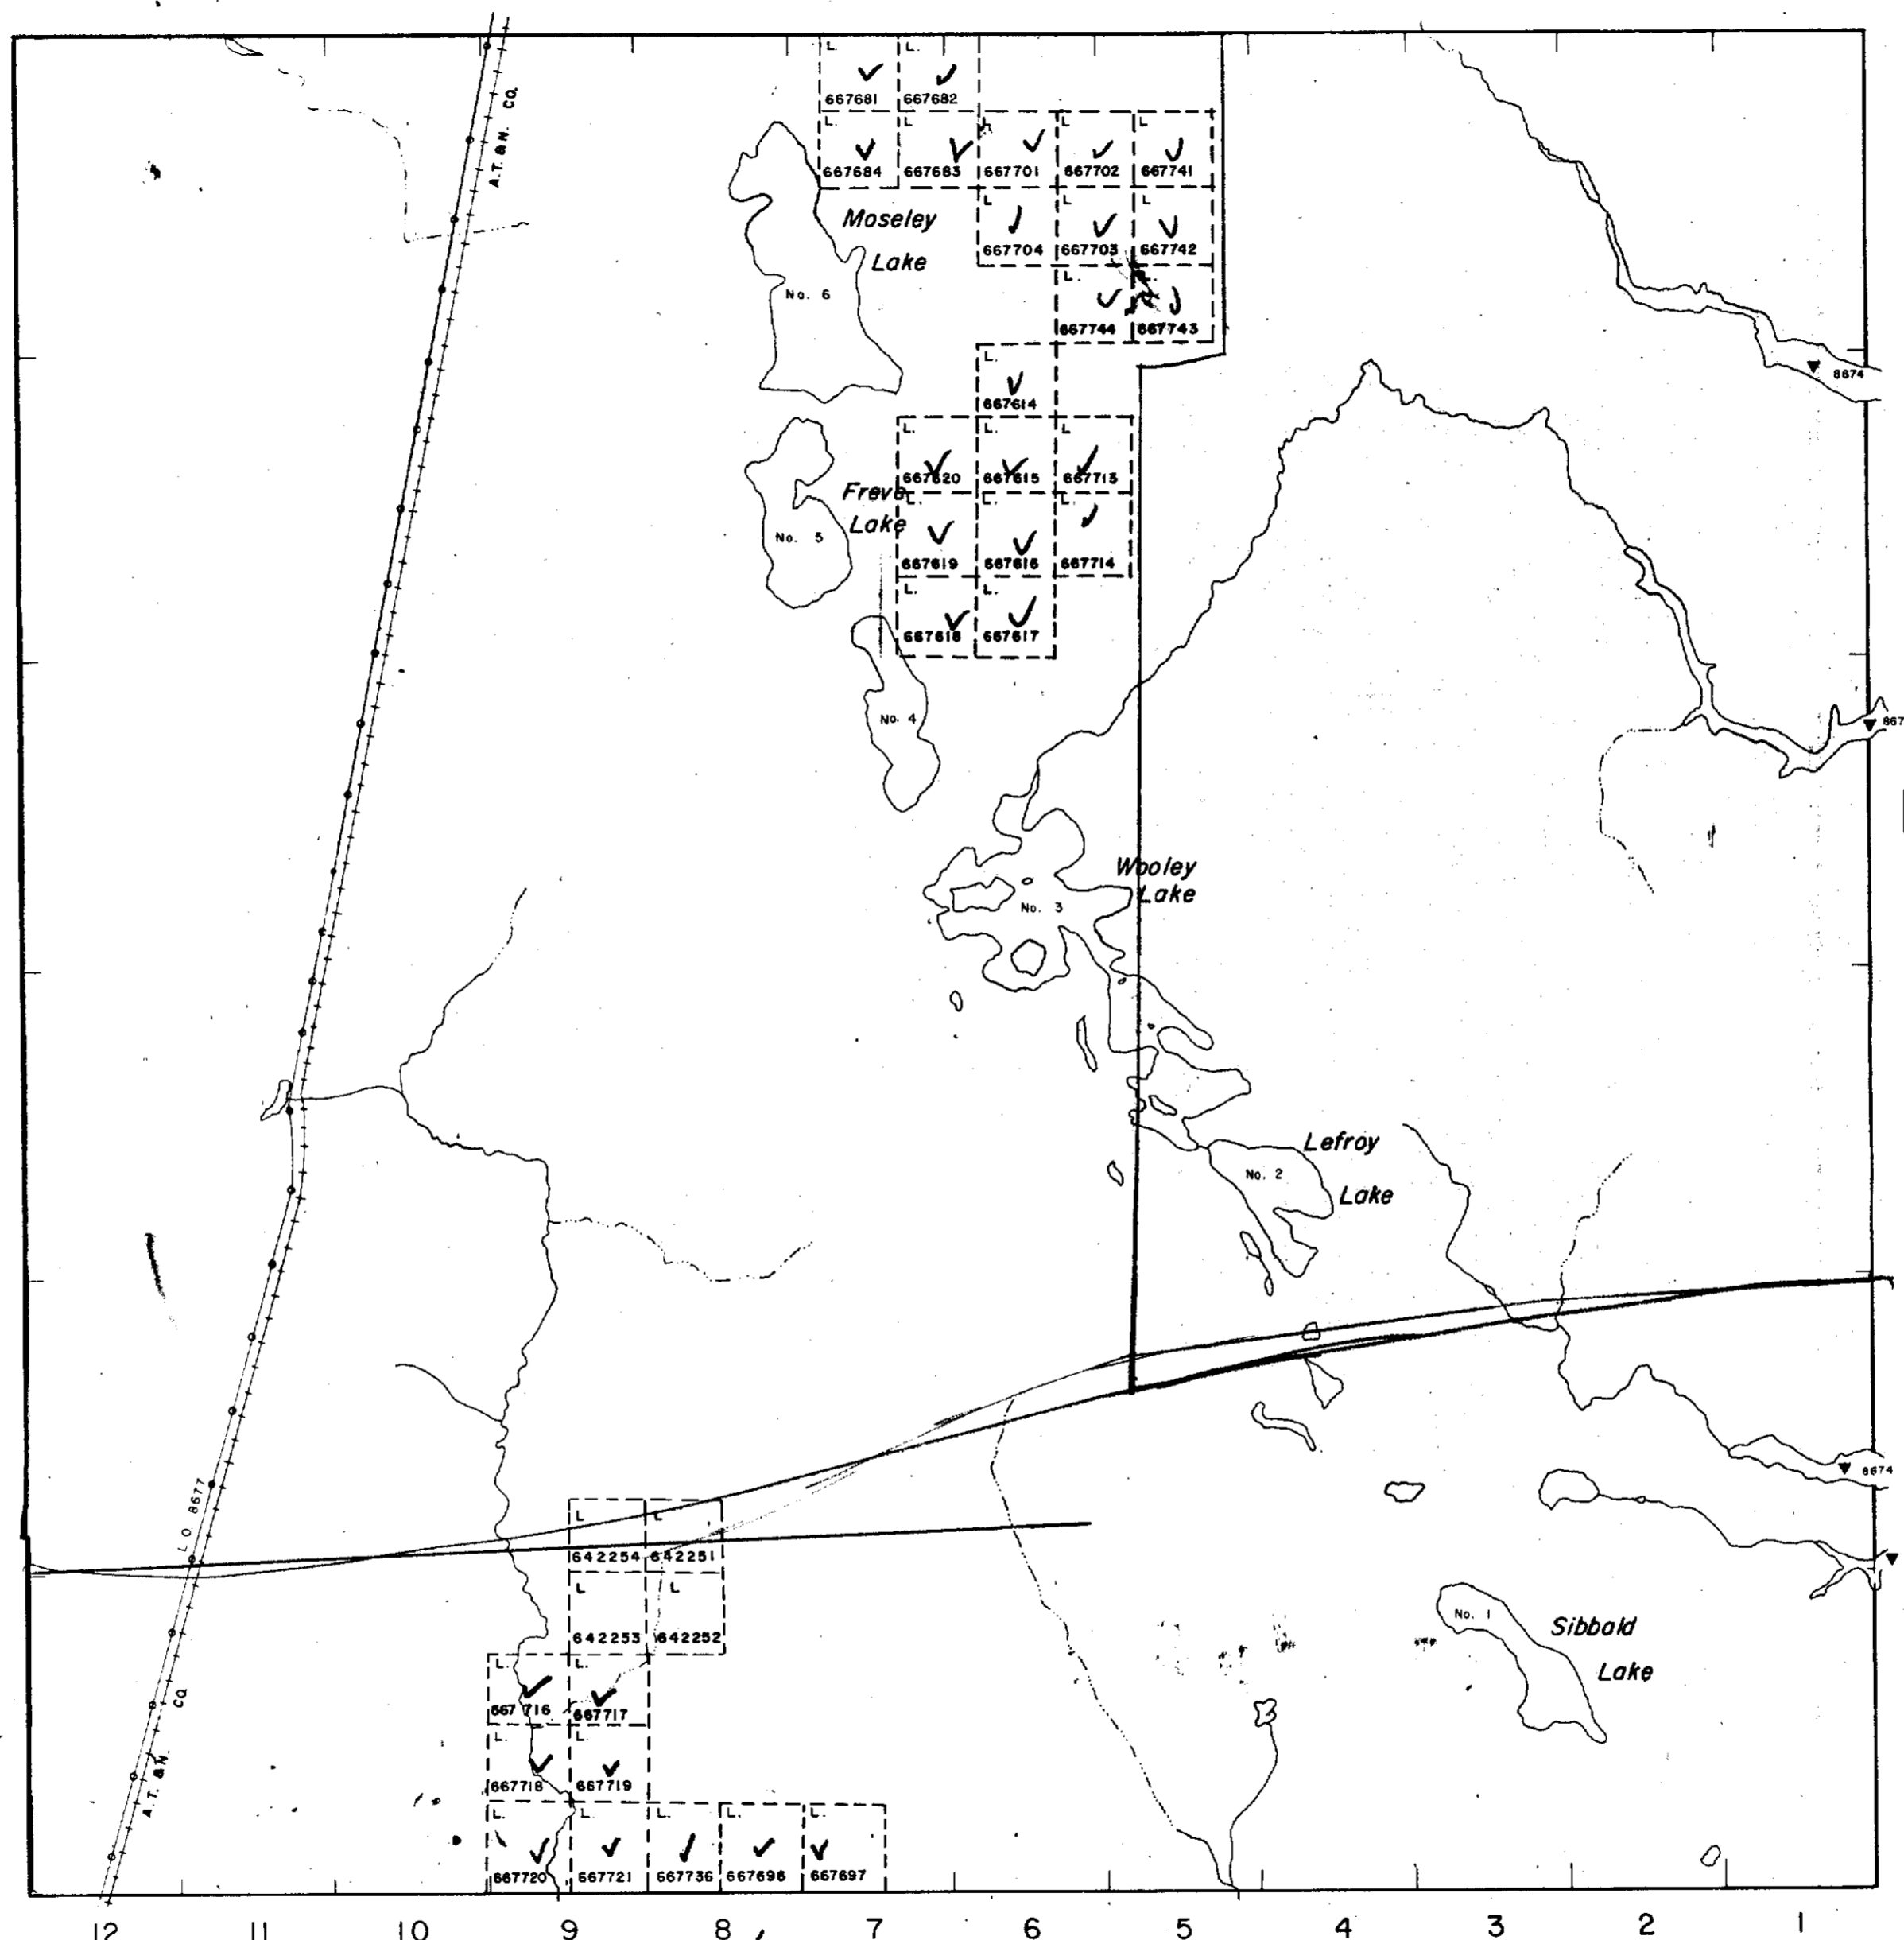 A.T. & N. CO.
L. L.
667681 667682
L. L. L. L. L
667684 667683 667701 667702 667741
Moseley
Lake
L L L
667704 667703 667742
No. 6
L. L.
667744 667743
8674
L.
667614
L. L. L
667620 667615 667713
Freve
Lake
No. 5
L. L. L.
667619 667616 667714
L. L.
667618 667617
No. 4
867
Wooley
Lake
No. 3
Lefroy
No. 2
Lake
8674
L.O. 8677
L L
642254 642251
L L
642253 642252
No. 1
Sibbald
Lake
L. L.
667716 667717
L. L.
667718 667719
A.T. & N. CO.
L. L. L. L. L.
667720 667721 667736 667696 667697
12 11 10 9 8 7 6 5 4 3 2 1